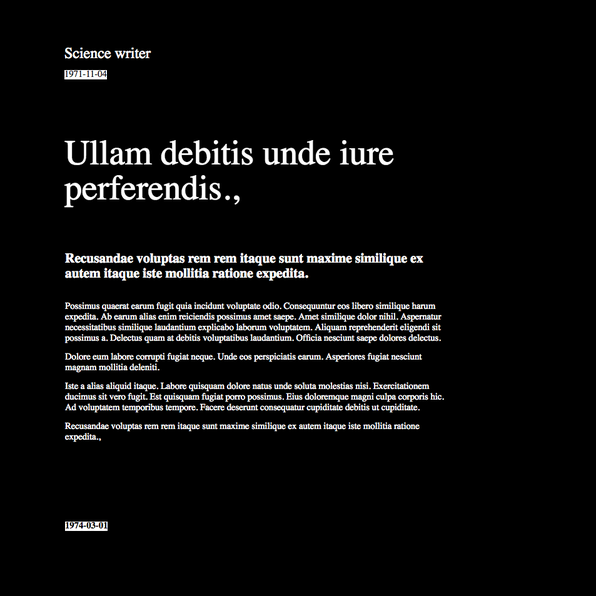 Science writer
1971-11-04
Ullam debitis unde iure
perferendis.,
Recusandae voluptas rem rem itaque sunt maxime similique ex
autem itaque iste mollitia ratione expedita.
Possimus quaerat earum fugit quia incidunt voluptate odio. Consequuntur eos libero similique harum
expedita. Ab earum alias enim reiciendis possimus amet saepe. Amet similique dolor nihil. Aspernatur
necessitatibus similique laudantium explicabo laborum voluptatem. Aliquam reprehenderit eligendi sit
possimus a. Delectus quam at debitis voluptatibus laudantium. Officia nesciunt saepe dolores delectus.
Dolore eum labore corrupti fugiat neque. Unde eos perspiciatis earum. Asperiores fugiat nesciunt
magnam mollitia deleniti.
Iste a alias aliquid itaque. Labore quisquam dolore natus unde soluta molestias nisi. Exercitationem
ducimus sit vero fugit. Est quisquam fugiat porro possimus. Eius doloremque magni culpa corporis hic.
Ad voluptatem temporibus tempore. Facere deserunt consequatur cupiditate debitis ut cupiditate.
Recusandae voluptas rem rem itaque sunt maxime similique ex autem itaque iste mollitia ratione
expedita.,
1974-03-01